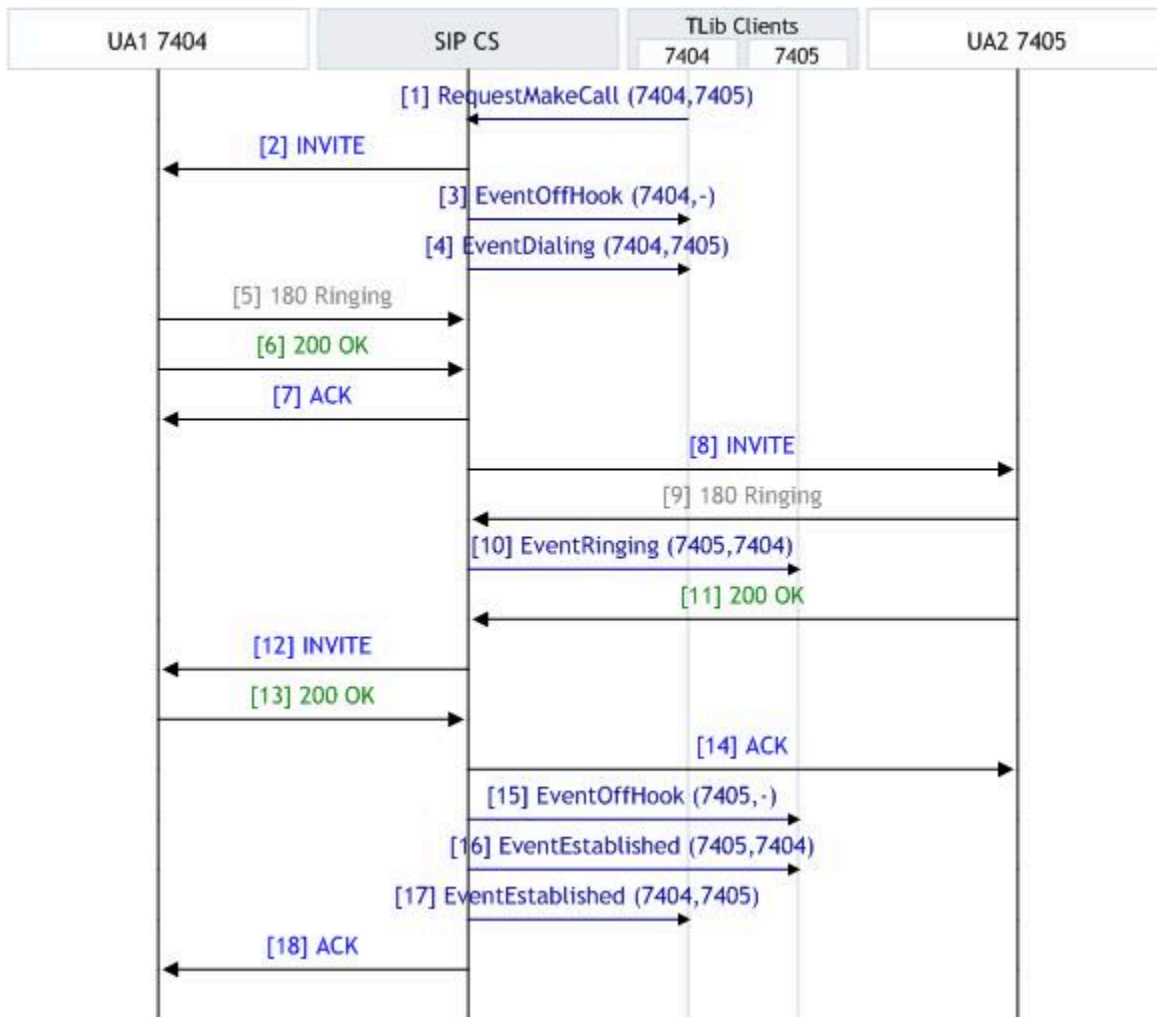 UA1 7404
SIP CS
TLib Clients
7404
7405
UA2 7405
[1] RequestMakeCall (7404,7405)
[2] INVITE
[3] EventOffHook (7404,-)
[4] EventDialing (7404,7405)
[5] 180 Ringing
[6] 200 OK
[7] ACK
[8] INVITE
[9] 180 Ringing
[10] EventRinging (7405,7404)
[11] 200 OK
[12] INVITE
[13] 200 OK
[14] ACK
[15] EventOffHook (7405,-)
[16] EventEstablished (7405,7404)
[17] EventEstablished (7404,7405)
[18] ACK